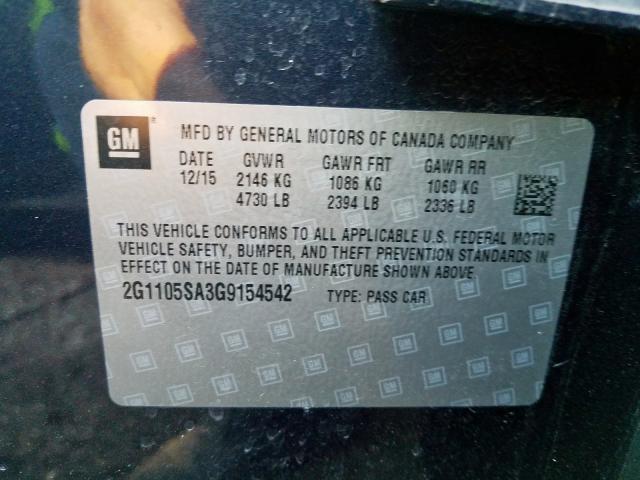 GM ®
MFD BY GENERAL MOTORS OF CANADA COMPANY
DATE GVWR GAWR FRT GAWR RR
12/15 2146 KG 1086 KG 1060 KG
4730 LB 2394 LB 2336 LB
THIS VEHICLE CONFORMS TO ALL APPLICABLE U.S. FEDERAL MOTOR
VEHICLE SAFETY, BUMPER, AND THEFT PREVENTION STANDARDS IN
EFFECT ON THE DATE OF MANUFACTURE SHOWN ABOVE
2G1105SA3G9154542 TYPE: PASS CAR